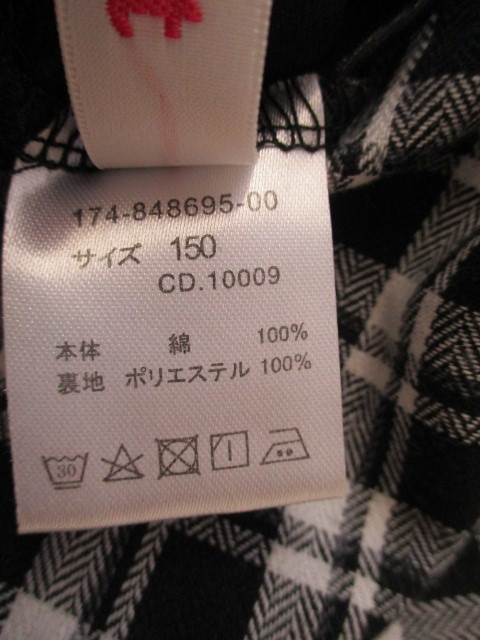 174-848695-00
サイズ 150
CD.10009
本体 綿 100%
裏地 ポリエステル 100%
30